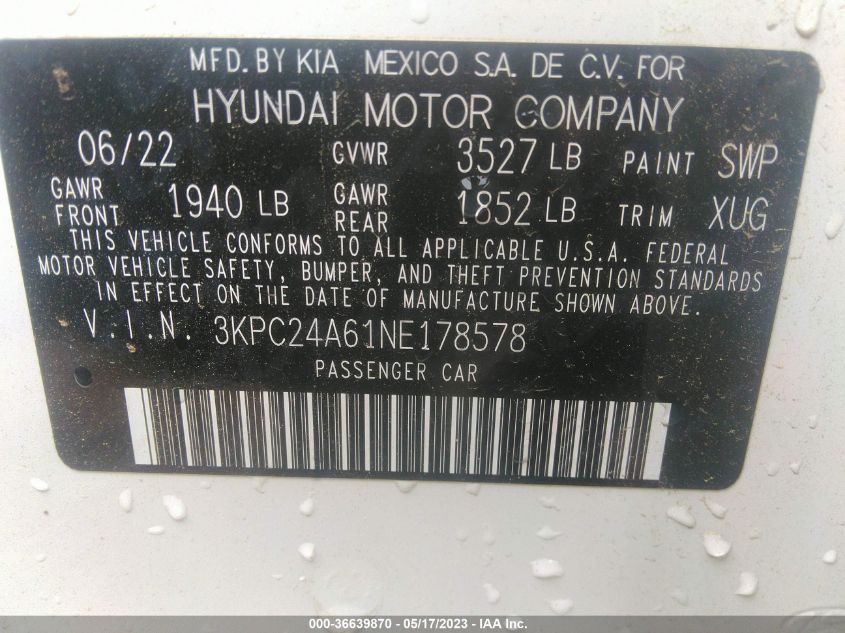 MFD. BY KIA MEXICO S.A. DE C.V. FOR
HYUNDAI MOTOR COMPANY
06/22 GVWR 3527 LB PAINT SWP
GAWR FRONT 1940 LB GAWR REAR 1852 LB TRIM XUG
THIS VEHICLE CONFORMS TO ALL APPLICABLE U.S.A. FEDERAL
MOTOR VEHICLE SAFETY, BUMPER, AND THEFT PREVENTION STANDARDS
IN EFFECT ON THE DATE OF MANUFACTURE SHOWN ABOVE.
V.I.N. 3KPC24A61NE178578
PASSENGER CAR
000-36639870 - 05/17/2023 - IAA Inc.